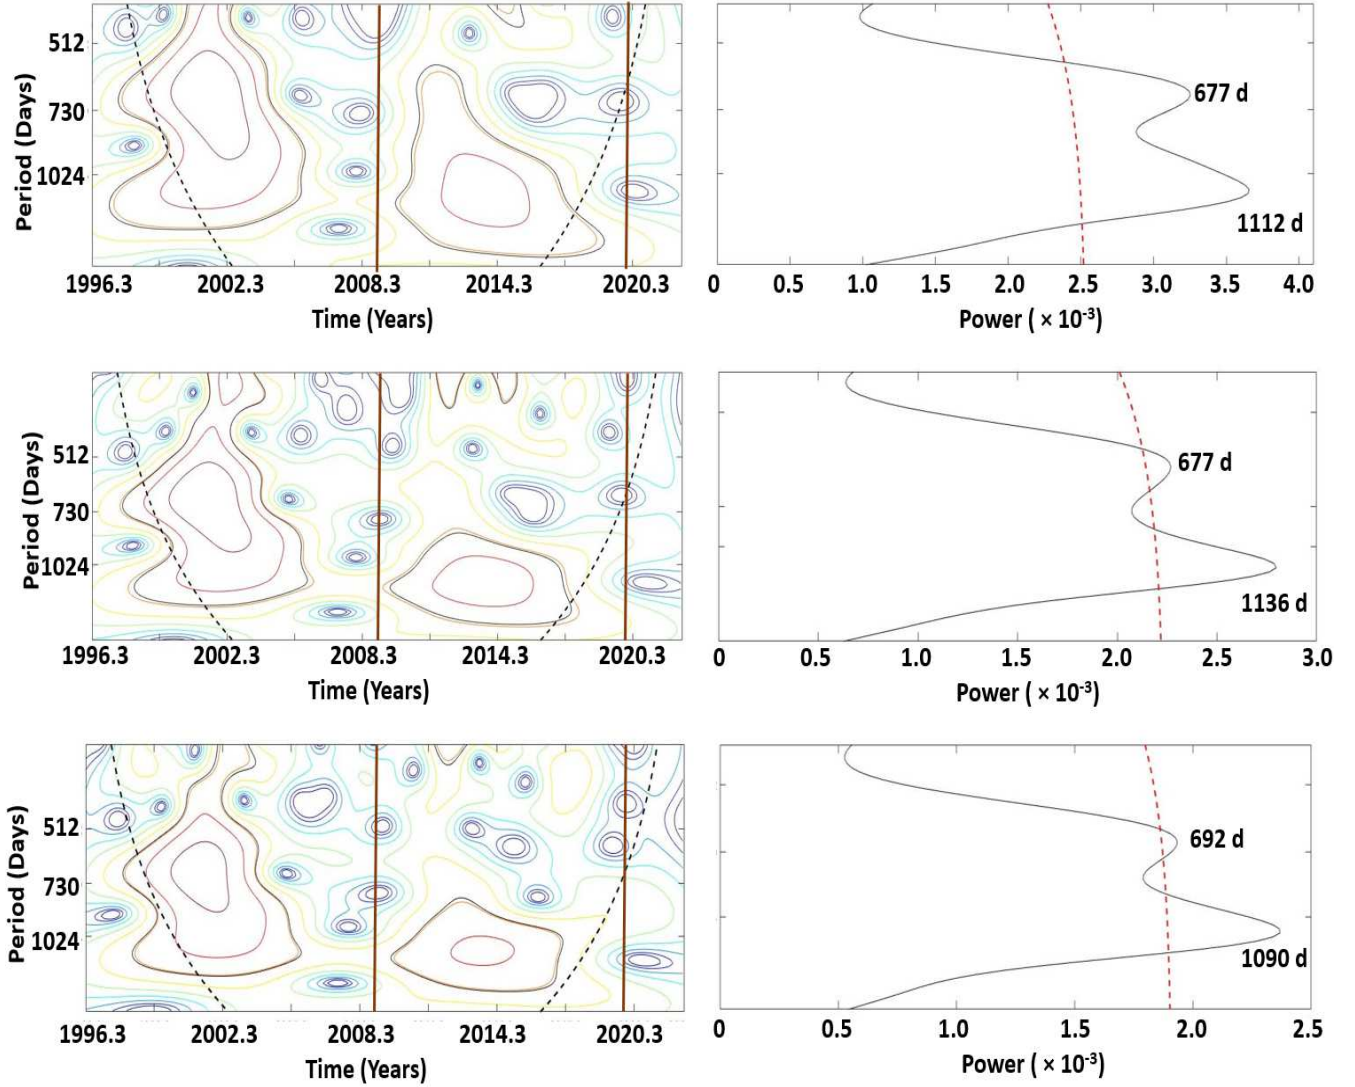 Period (Days)
512
730
1024
1996.3 2002.3 2008.3 2014.3 2020.3
Time (Years)
677 d
1112 d
0 0.5 1.0 1.5 2.0 2.5 3.0 3.5 4.0
Power ( × 10-3)
Period (Days)
512
730
1024
1996.3 2002.3 2008.3 2014.3 2020.3
Time (Years)
677 d
1136 d
0 0.5 1.0 1.5 2.0 2.5 3.0
Power ( × 10-3)
Period (Days)
512
730
1024
1996.3 2002.3 2008.3 2014.3 2020.3
Time (Years)
692 d
1090 d
0 0.5 1.0 1.5 2.0 2.5
Power ( × 10-3)